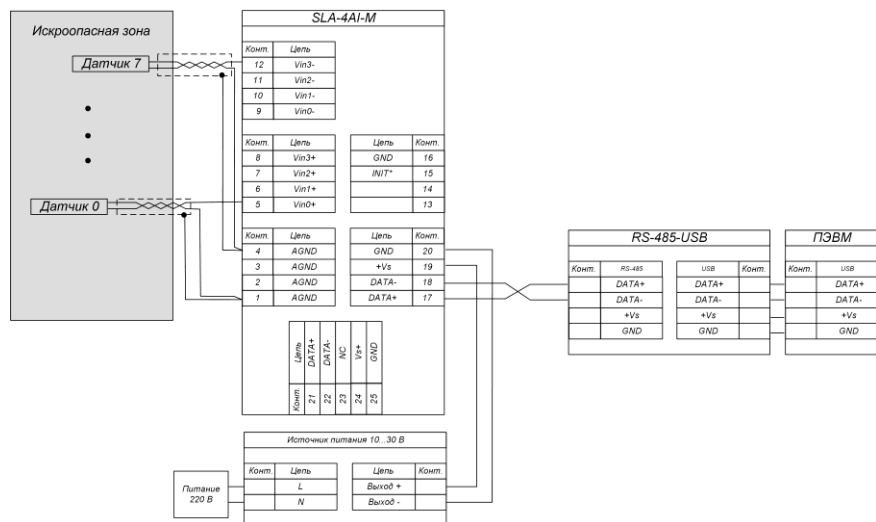 SLA-4AI-M
Искроопасная зона
Датчик 7
Датчик 0
Конт. Цепь
12 Vin3-
11 Vin2-
10 Vin1-
9 Vin0-
Конт. Цепь
8 Vin3+
7 Vin2+
6 Vin1+
5 Vin0+
Цепь Конт.
GND 16
INIT* 15
14
13
Конт. Цепь
4 AGND
3 AGND
2 AGND
1 AGND
Цепь Конт.
GND 20
+Vs 19
DATA- 18
DATA+ 17
Цепь DATA+ DATA- NC Vs+ GND
Конт. 21 22 23 24 25
RS-485-USB
Конт. RS-485
DATA+
DATA-
+Vs
GND
USB Конт.
DATA+
DATA-
+Vs
GND
ПЭВМ
Конт. USB
DATA+
DATA-
+Vs
GND
Источник питания 10...30 В
Конт. Цепь
L
N
Цепь Конт.
Выход +
Выход -
Питание
220 В